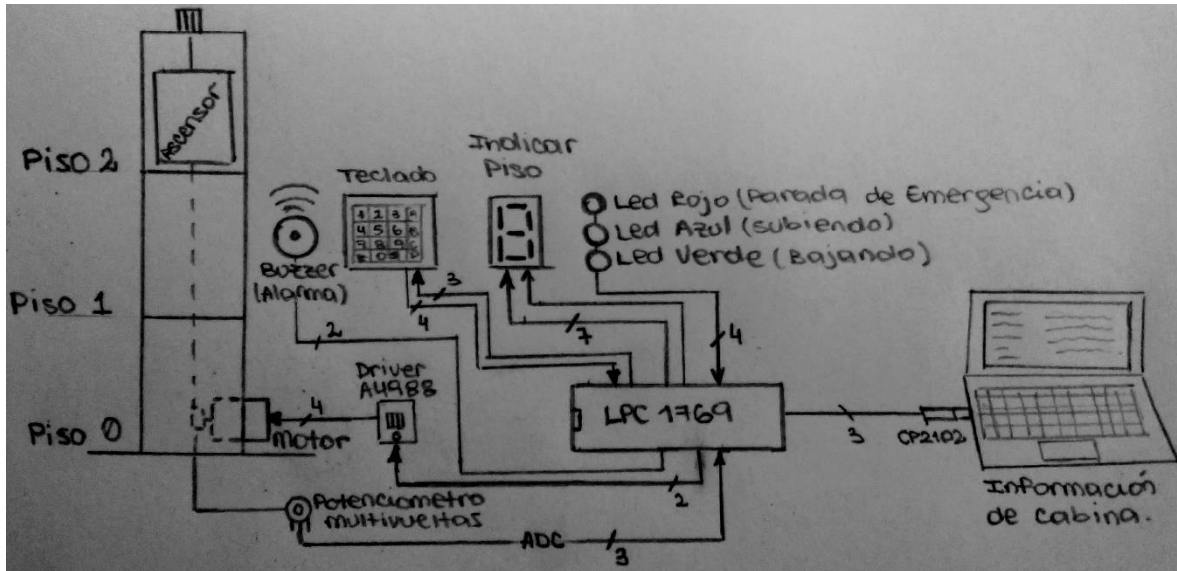 Ascensor
Piso 2
Piso 1
Piso 0
Buzzer
(Alarma)
2
Teclado
1 2 3 A
4 5 6 B
7 8 9 C
0
3
4
Indicar
Piso
7
Led Rojo (Parada de Emergencia)
Led Azul (subiendo)
Led Verde (Bajando)
4
Driver
A4988
4
Motor
LPC 1769
2
3
CP2102
Información
de cabina.
Potenciometro
multivueltas
ADC
3